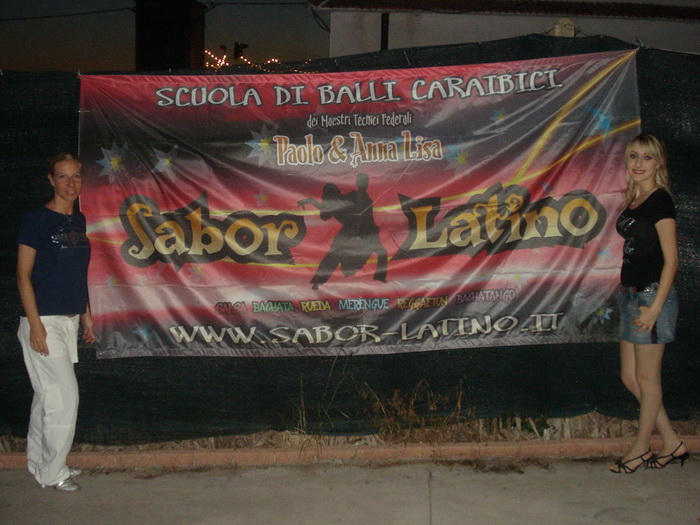 SCUOLA DI BALLI CARAIBICI
dei Maestri Tecnici Federali
Paolo & Anna Lisa
Sabor Latino
SALSA BACHATA RUEDA MERENGUE REGGAETON BACHATANGO
WWW.SABOR-LATINO.IT